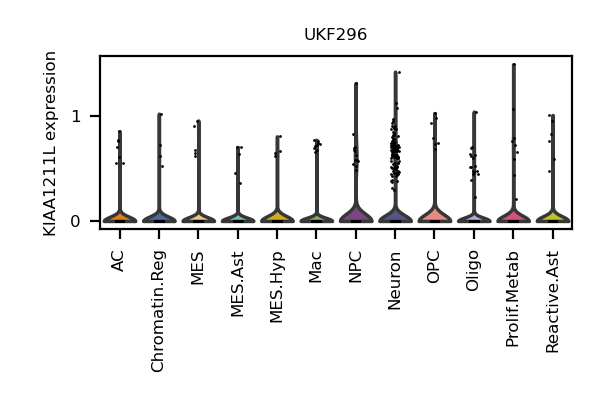 UKF296
KIAA1211L expression
1
0
AC
Chromatin.Reg
MES
MES.Ast
MES.Hyp
Mac
NPC
Neuron
OPC
Oligo
Prolif.Metab
Reactive.Ast